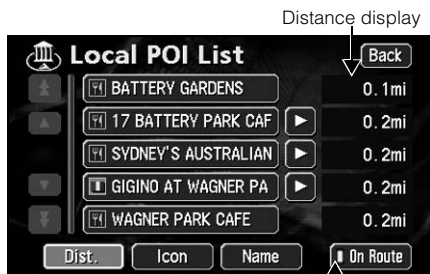 Distance display
Local POI List
Back
BATTERY GARDENS 0.1mi
17 BATTERY PARK CAF 0.2mi
SYDNEY'S AUSTRALIAN 0.2mi
GIGINO AT WAGNER PA 0.2mi
WAGNER PARK CAFE 0.2mi
Dist. Icon Name On Route